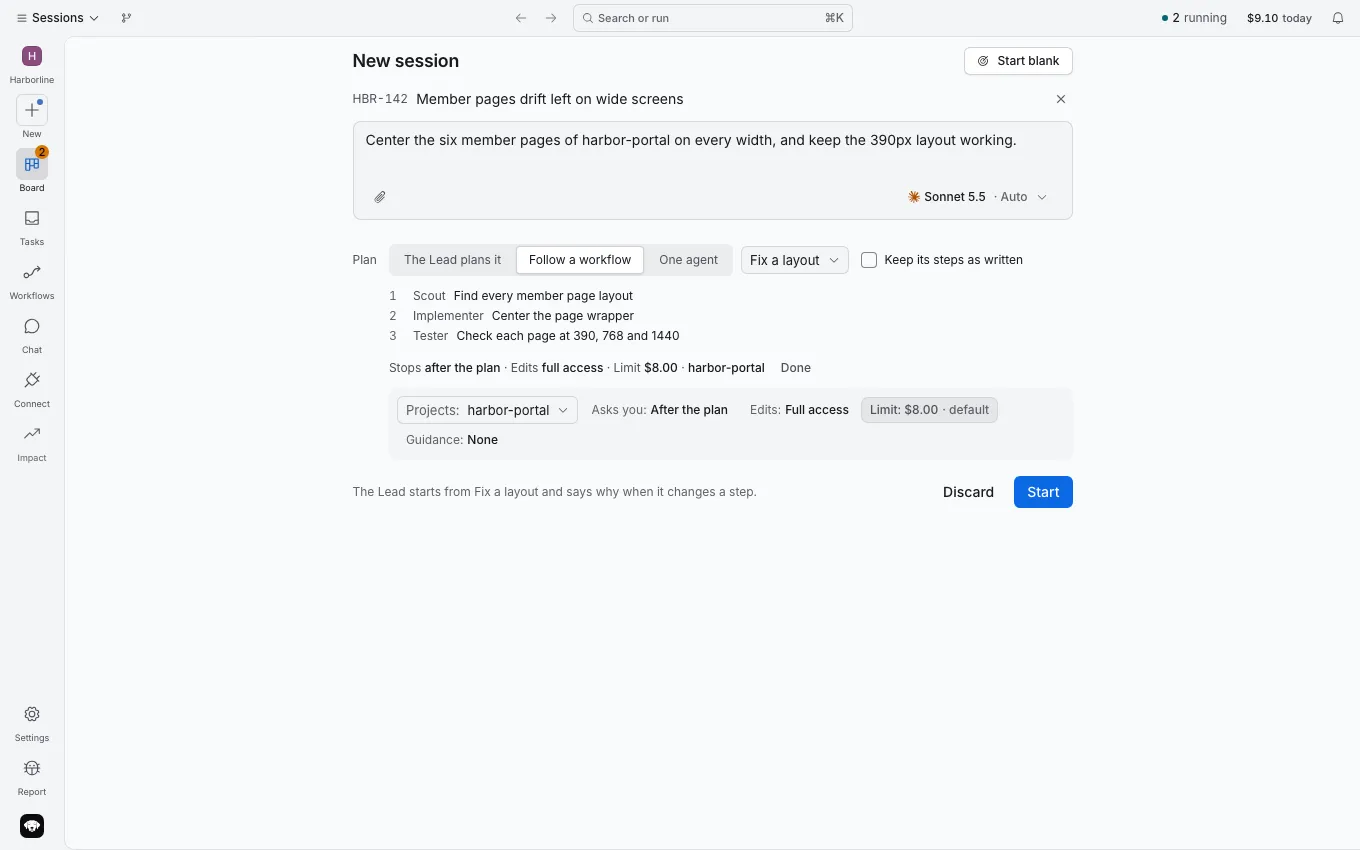 Sessions
Search or run ⌘K
2 running $9.10 today
H
Harborline
New
2
Board
Tasks
Workflows
Chat
Connect
Impact
Settings
Report
New session
Start blank
HBR-142 Member pages drift left on wide screens
Center the six member pages of harbor-portal on every width, and keep the 390px layout working.
Sonnet 5.5 · Auto
Plan The Lead plans it Follow a workflow One agent Fix a layout Keep its steps as written
1 Scout Find every member page layout
2 Implementer Center the page wrapper
3 Tester Check each page at 390, 768 and 1440
Stops after the plan · Edits full access · Limit $8.00 · harbor-portal Done
Projects: harbor-portal Asks you: After the plan Edits: Full access Limit: $8.00 · default
Guidance: None
The Lead starts from Fix a layout and says why when it changes a step.
Discard Start